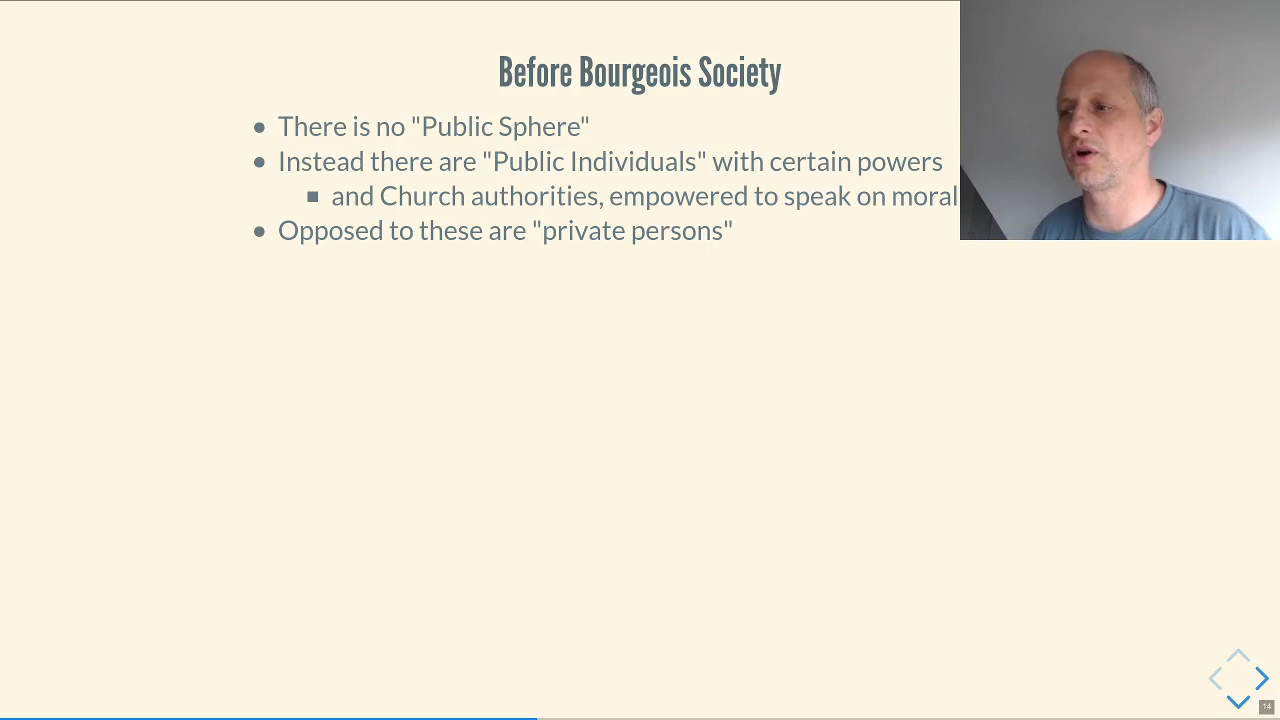 Before Bourgeois Society
There is no "Public Sphere"
Instead there are "Public Individuals" with certain powers
and Church authorities, empowered to speak on moral
Opposed to these are "private persons"
14